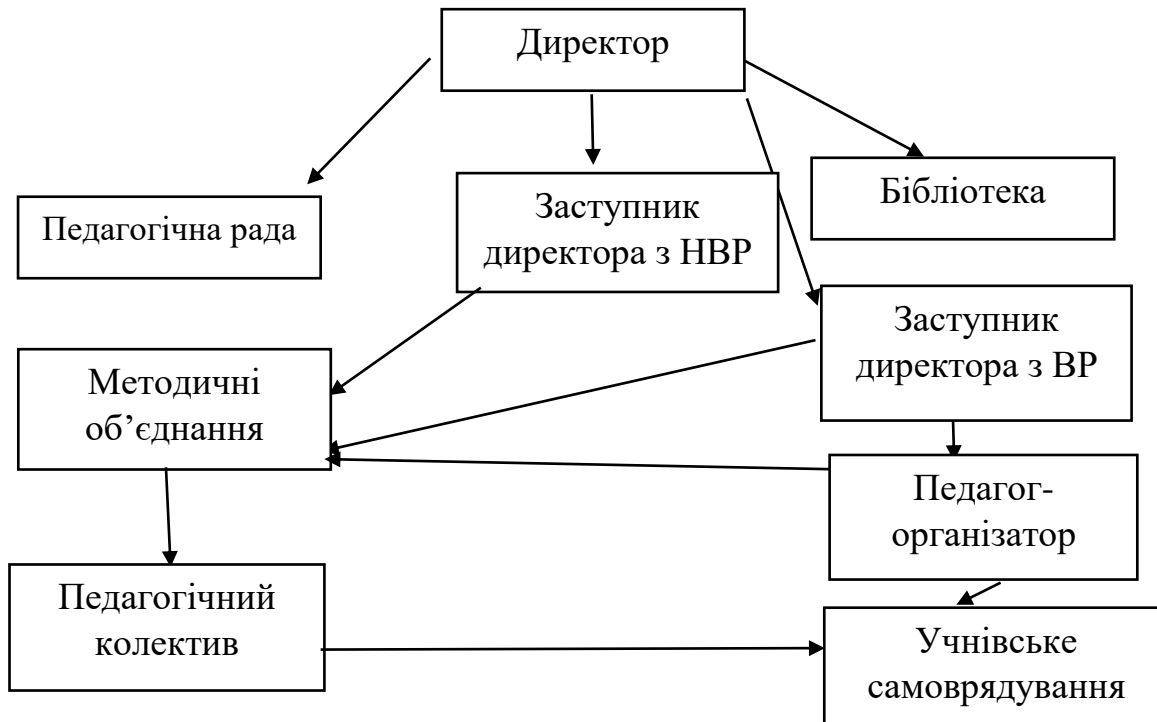 Директор
Бібліотека
Педагогічна рада
Заступник
директора з НВР
Заступник
директора з ВР
Методичні
об’єднання
Педагог-
організатор
Педагогічний
колектив
Учнівське
самоврядування